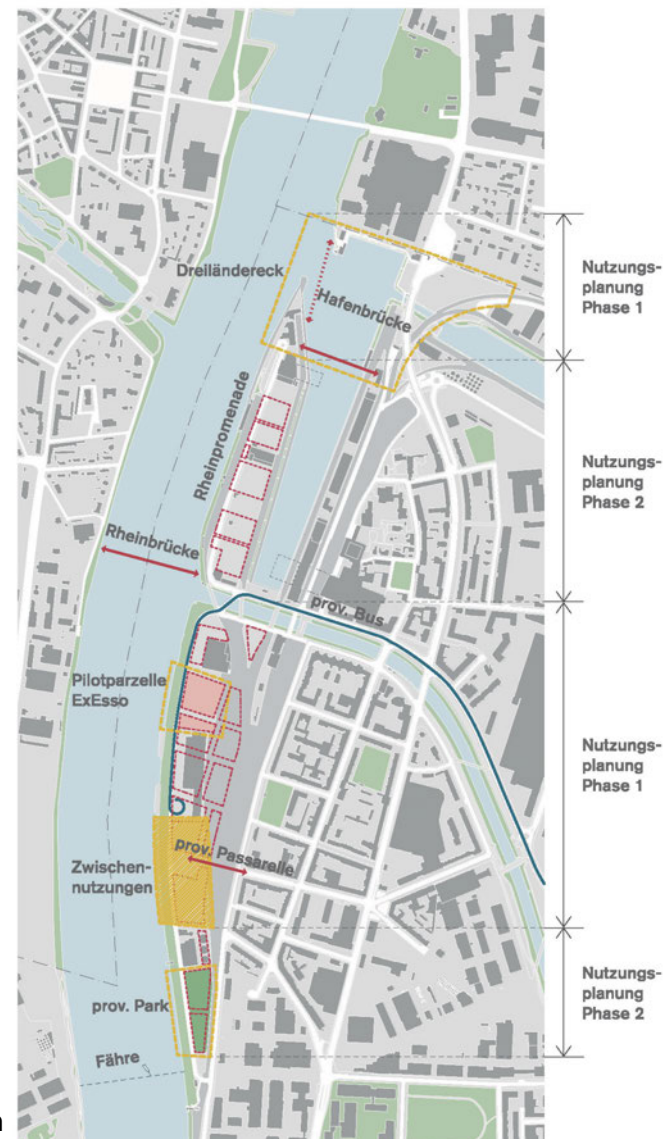 Dreiländereck
Hafenbrücke
Rheinpromenade
Rheinbrücke
prov. Bus
Pilotparzelle
ExEsso
prov. Passarelle
Zwischen-
nutzungen
prov. Park
Fähre
Nutzungs-
planung
Phase 1
Nutzungs-
planung
Phase 2
Nutzungs-
planung
Phase 1
Nutzungs-
planung
Phase 2